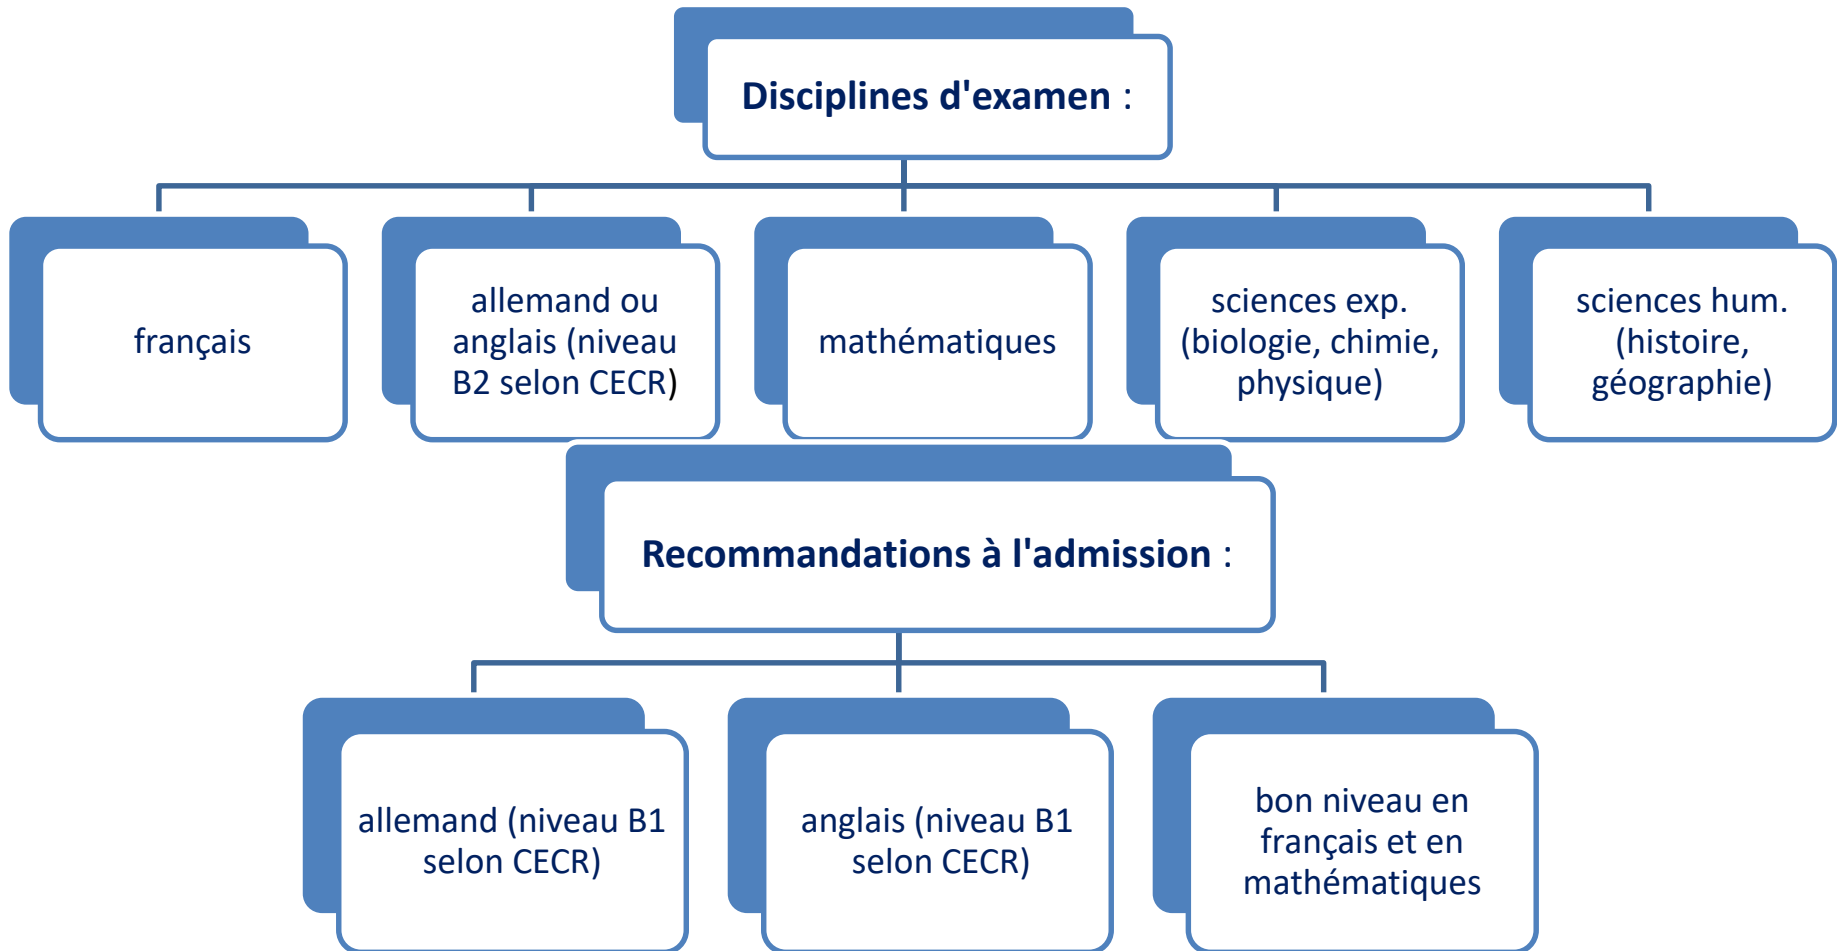 Disciplines d'examen :
français
allemand ou
anglais (niveau
B2 selon CECR)
mathématiques
sciences exp.
(biologie, chimie,
physique)
sciences hum.
(histoire,
géographie)
Recommandations à l'admission :
allemand (niveau B1
selon CECR)
anglais (niveau B1
selon CECR)
bon niveau en
français et en
mathématiques